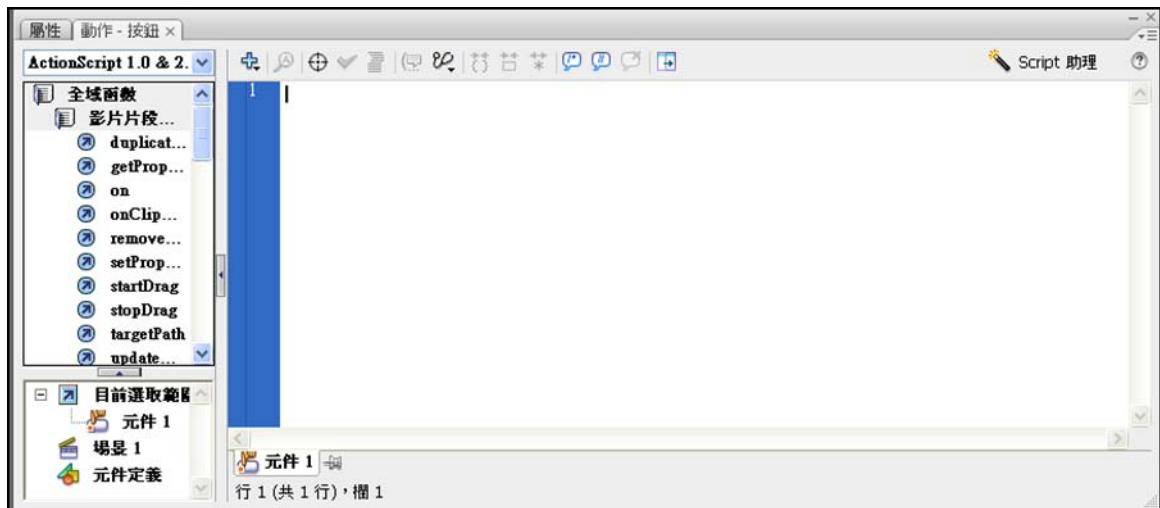 屬性 動作 - 按鈕 ×
ActionScript 1.0 & 2.
Script 助理
全域函數
影片片段...
duplicat...
getProp...
on
onClip...
remove...
setProp...
startDrag
stopDrag
targetPath
update...
1
目前選取範圍
元件 1
場景 1
元件定義
元件 1
行 1 (共 1 行)，欄 1